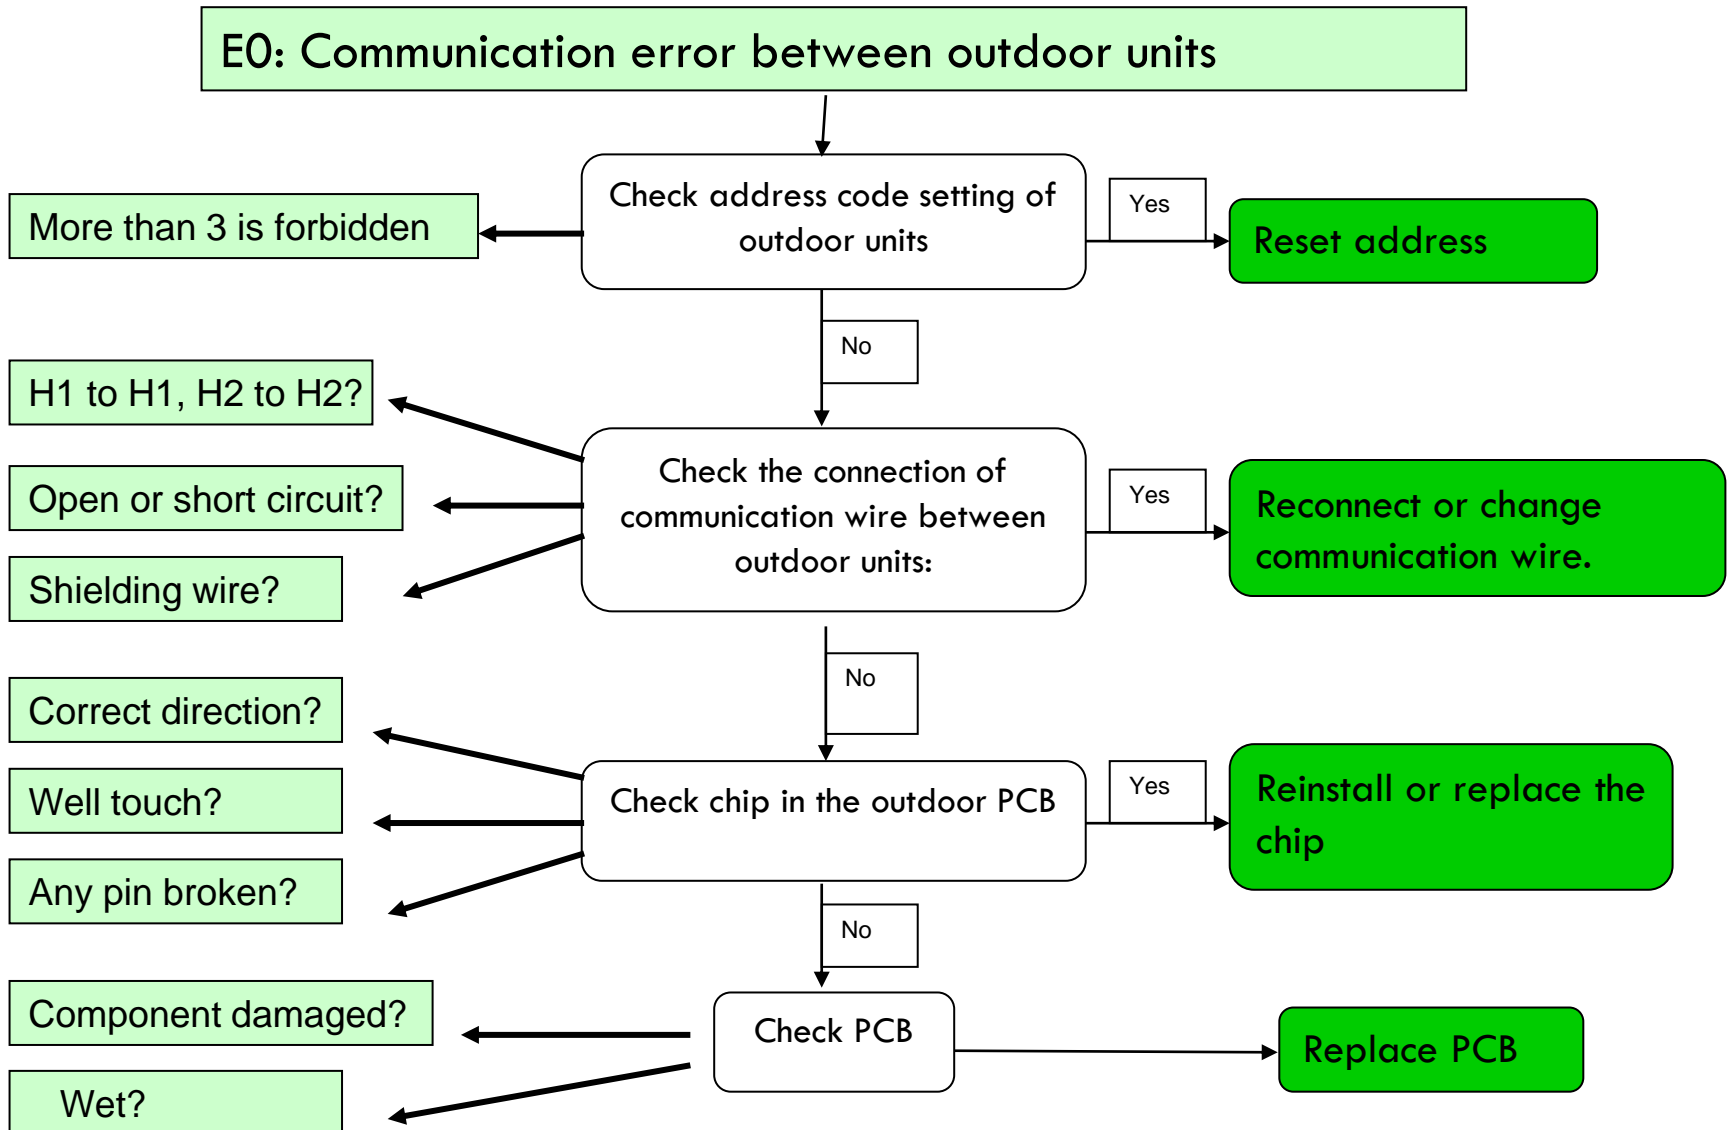 E0: Communication error between outdoor units
Check address code setting of
outdoor units
Yes
More than 3 is forbidden
Reset address
No
H1 to H1, H2 to H2?
Check the connection of
communication wire between
outdoor units:
Yes
Open or short circuit?
Reconnect or change
communication wire.
Shielding wire?
No
Correct direction?
Well touch?
Check chip in the outdoor PCB
Yes
Reinstall or replace the
chip
Any pin broken?
No
Component damaged?
Check PCB
Replace PCB
Wet?